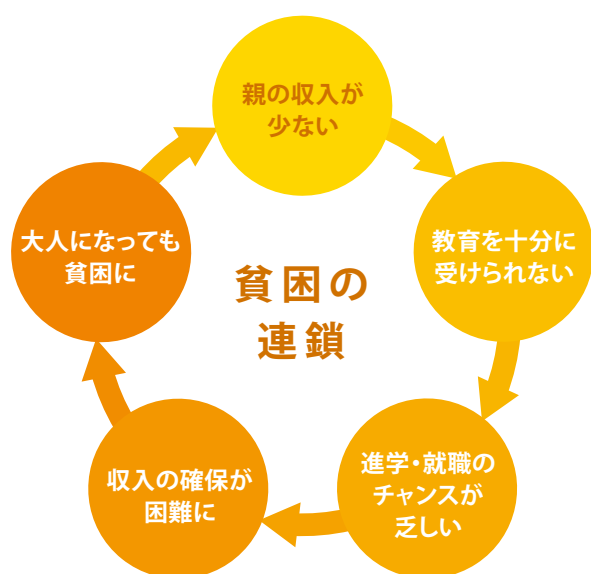 親の収入が
少ない
教育を十分に
受けられない
進学・就職の
チャンスが
乏しい
収入の確保が
困難に
大人になっても
貧困に
貧困の
連鎖